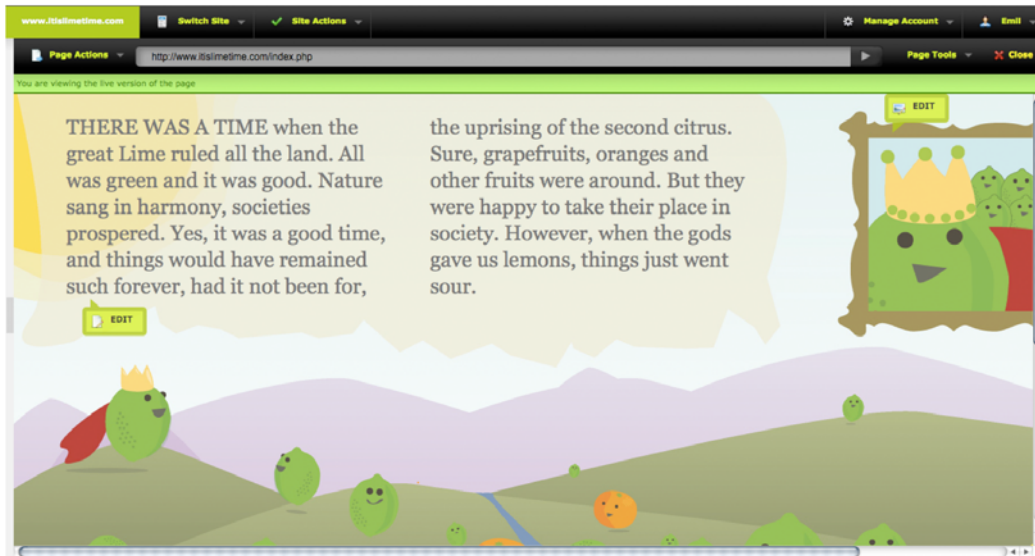 www.itislimetime.com
Switch Site
Site Actions
Manage Account
Emil
Page Actions
http://www.itislimetime.com/index.php
Page Tools
Close
You are viewing the live version of the page
EDIT
THERE WAS A TIME when the
great Lime ruled all the land. All
was green and it was good. Nature
sang in harmony, societies
prospered. Yes, it was a good time,
and things would have remained
such forever, had it not been for,
the uprising of the second citrus.
Sure, grapefruits, oranges and
other fruits were around. But they
were happy to take their place in
society. However, when the gods
gave us lemons, things just went
sour.
EDIT